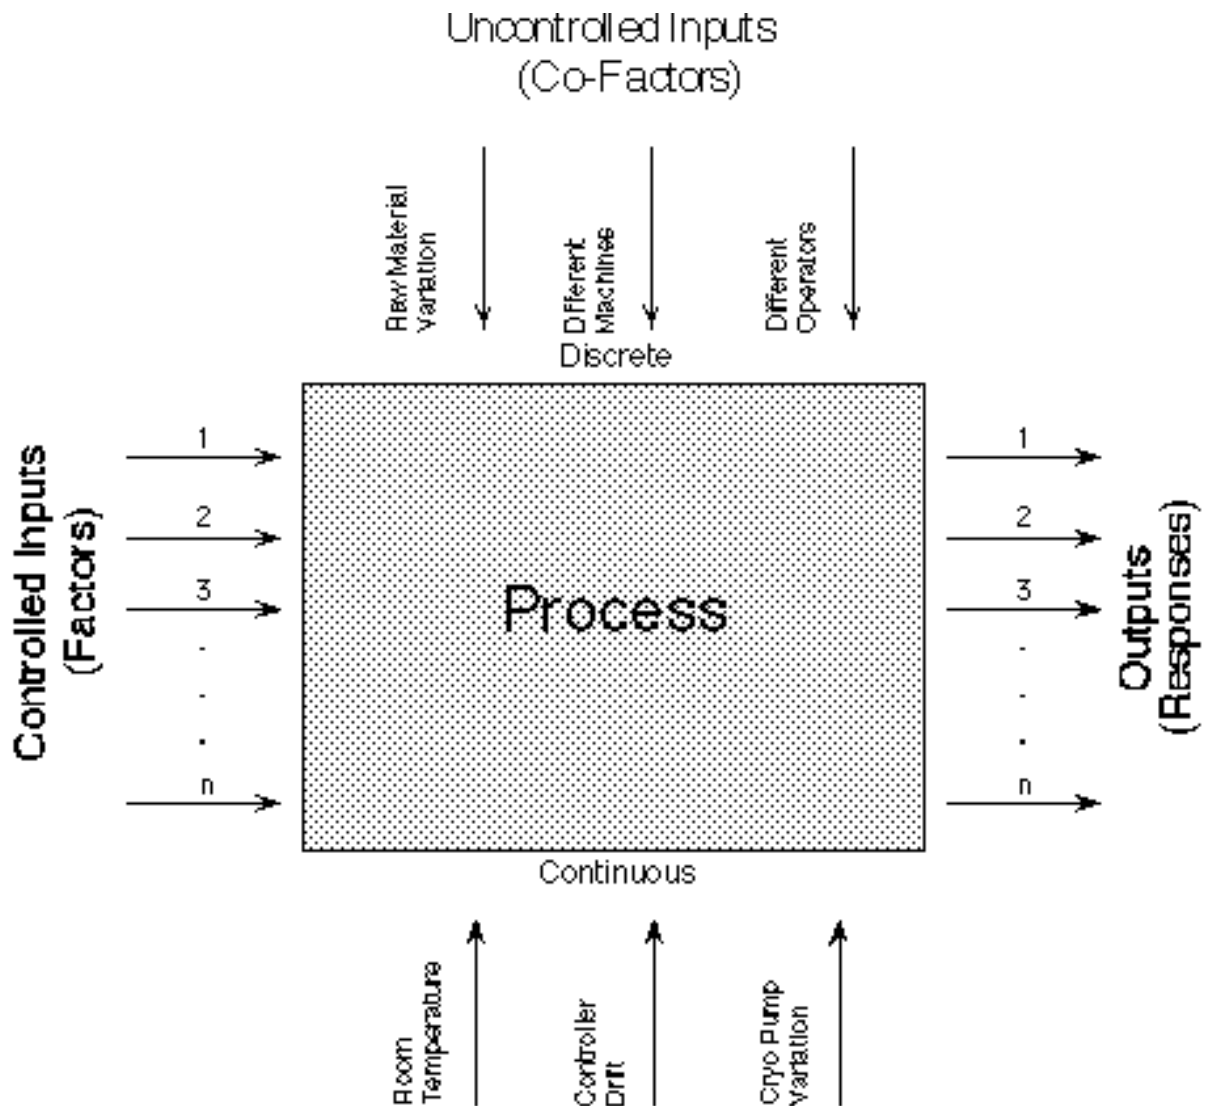 Uncontrolled Inputs
(Co-Factors)
Raw Material
Variation
Different
Machines
Different
Operators
Discrete
Controlled Inputs
(Factors)
1
2
3
.
.
.
n
Process
1
2
3
.
.
.
n
Outputs
(Responses)
Continuous
Room
Temperature
Controller
Drift
Cryo Pump
Variation